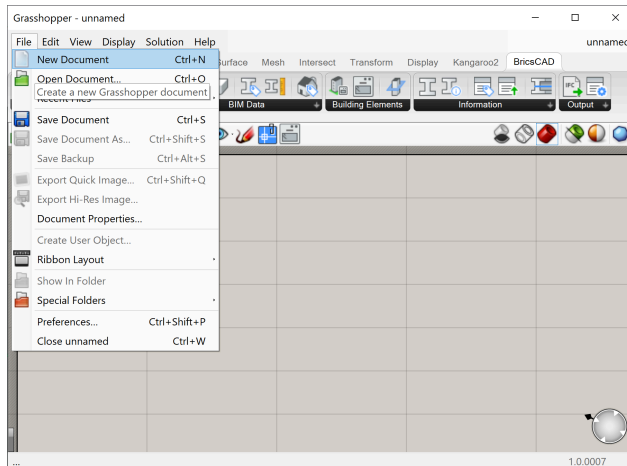 Grasshopper - unnamed
File Edit View Display Solution Help
unnamed
Surface Mesh Intersect Transform Display Kangaroo2 BricsCAD
BIM Data Building Elements Information Output
New Document Ctrl+N
Open Document... Ctrl+O
Create a new Grasshopper document
Recent Files
Save Document Ctrl+S
Save Document As... Ctrl+Shift+S
Save Backup Ctrl+Alt+S
Export Quick Image... Ctrl+Shift+Q
Export Hi-Res Image...
Document Properties...
Create User Object...
Ribbon Layout
Show In Folder
Special Folders
Preferences... Ctrl+Shift+P
Close unnamed Ctrl+W
IFC
...
1.0.0007